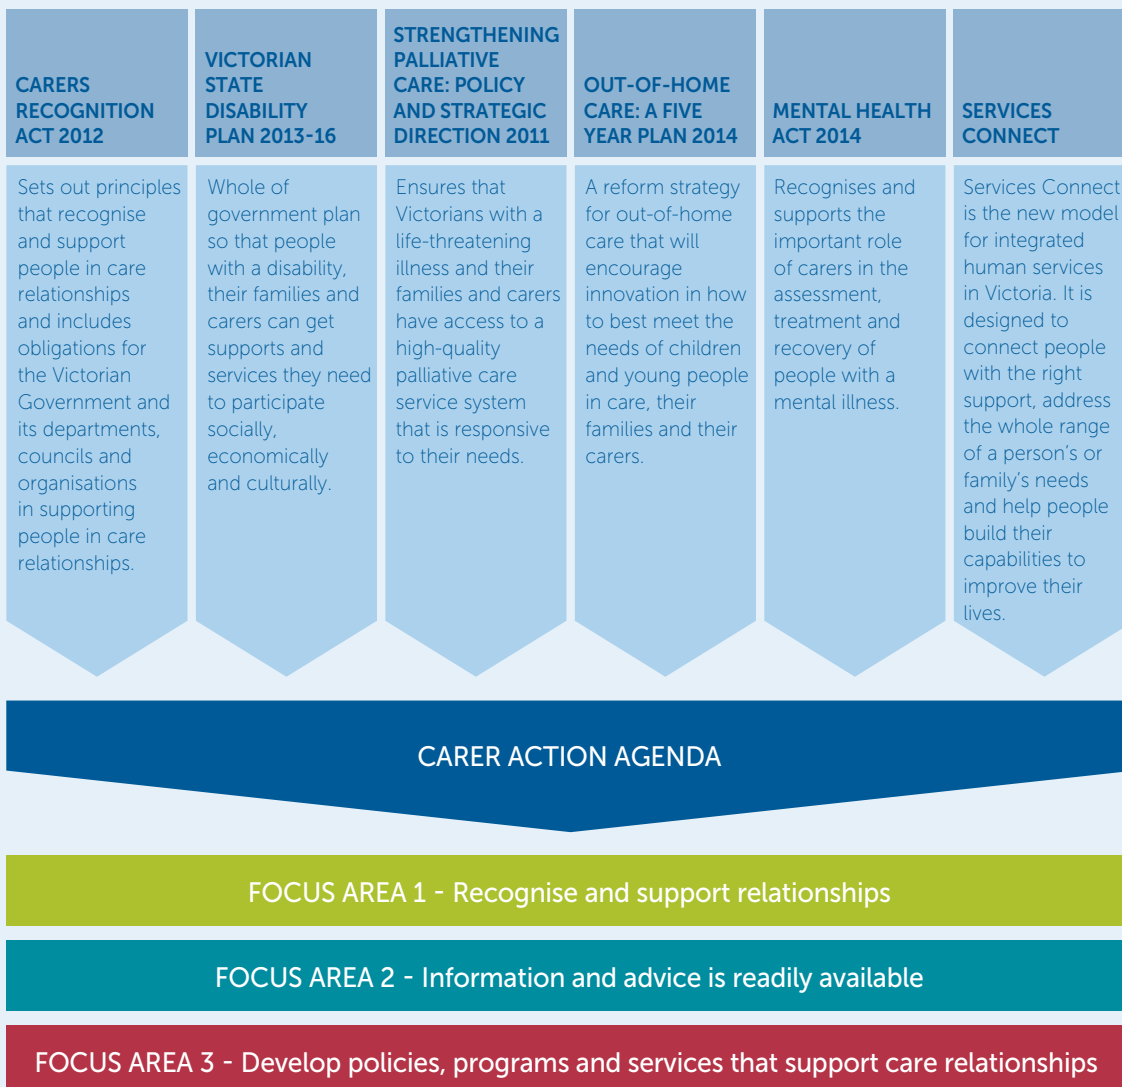 CARERS
RECOGNITION
ACT 2012
VICTORIAN
STATE
DISABILITY
PLAN 2013-16
STRENGTHENING
PALLIATIVE
CARE: POLICY
AND STRATEGIC
DIRECTION 2011
OUT-OF-HOME
CARE: A FIVE
YEAR PLAN 2014
MENTAL HEALTH
ACT 2014
SERVICES
CONNECT
Sets out principles
that recognise
and support
people in care
relationships
and includes
obligations for
the Victorian
Government and
its departments,
councils and
organisations
in supporting
people in care
relationships.
Whole of
government plan
so that people
with a disability,
their families and
carers can get
supports and
services they need
to participate
socially,
economically
and culturally.
Ensures that
Victorians with a
life-threatening
illness and their
families and carers
have access to a
high-quality
palliative care
service system
that is responsive
to their needs.
A reform strategy
for out-of-home
care that will
encourage
innovation in how
to best meet the
needs of children
and young people
in care, their
families and their
carers.
Recognises and
supports the
important role
of carers in the
assessment,
treatment and
recovery of
people with a
mental illness.
Services Connect
is the new model
for integrated
human services
in Victoria. It is
designed to
connect people
with the right
support, address
the whole range
of a person's or
family's needs
and help people
build their
capabilities to
improve their
lives.
CARER ACTION AGENDA
FOCUS AREA 1 - Recognise and support relationships
FOCUS AREA 2 - Information and advice is readily available
FOCUS AREA 3 - Develop policies, programs and services that support care relationships